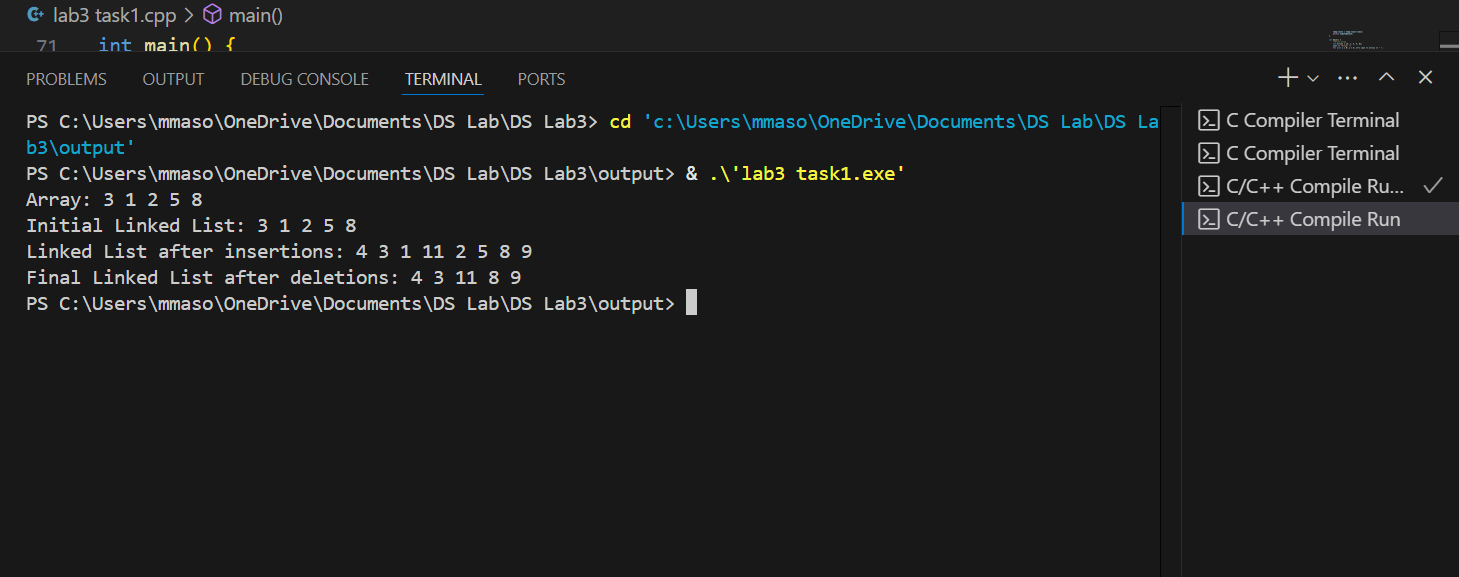 lab3 task1.cpp > main()
71 int main() {
PROBLEMS OUTPUT DEBUG CONSOLE TERMINAL PORTS
PS C:\Users\mmaso\OneDrive\Documents\DS Lab\DS Lab3> cd 'c:\Users\mmaso\OneDrive\Documents\DS Lab\DS La
b3\output'
PS C:\Users\mmaso\OneDrive\Documents\DS Lab\DS Lab3\output> & .\'lab3 task1.exe'
Array: 3 1 2 5 8
Initial Linked List: 3 1 2 5 8
Linked List after insertions: 4 3 1 11 2 5 8 9
Final Linked List after deletions: 4 3 11 8 9
PS C:\Users\mmaso\OneDrive\Documents\DS Lab\DS Lab3\output>
C Compiler Terminal
C Compiler Terminal
C/C++ Compile Ru...
C/C++ Compile Run